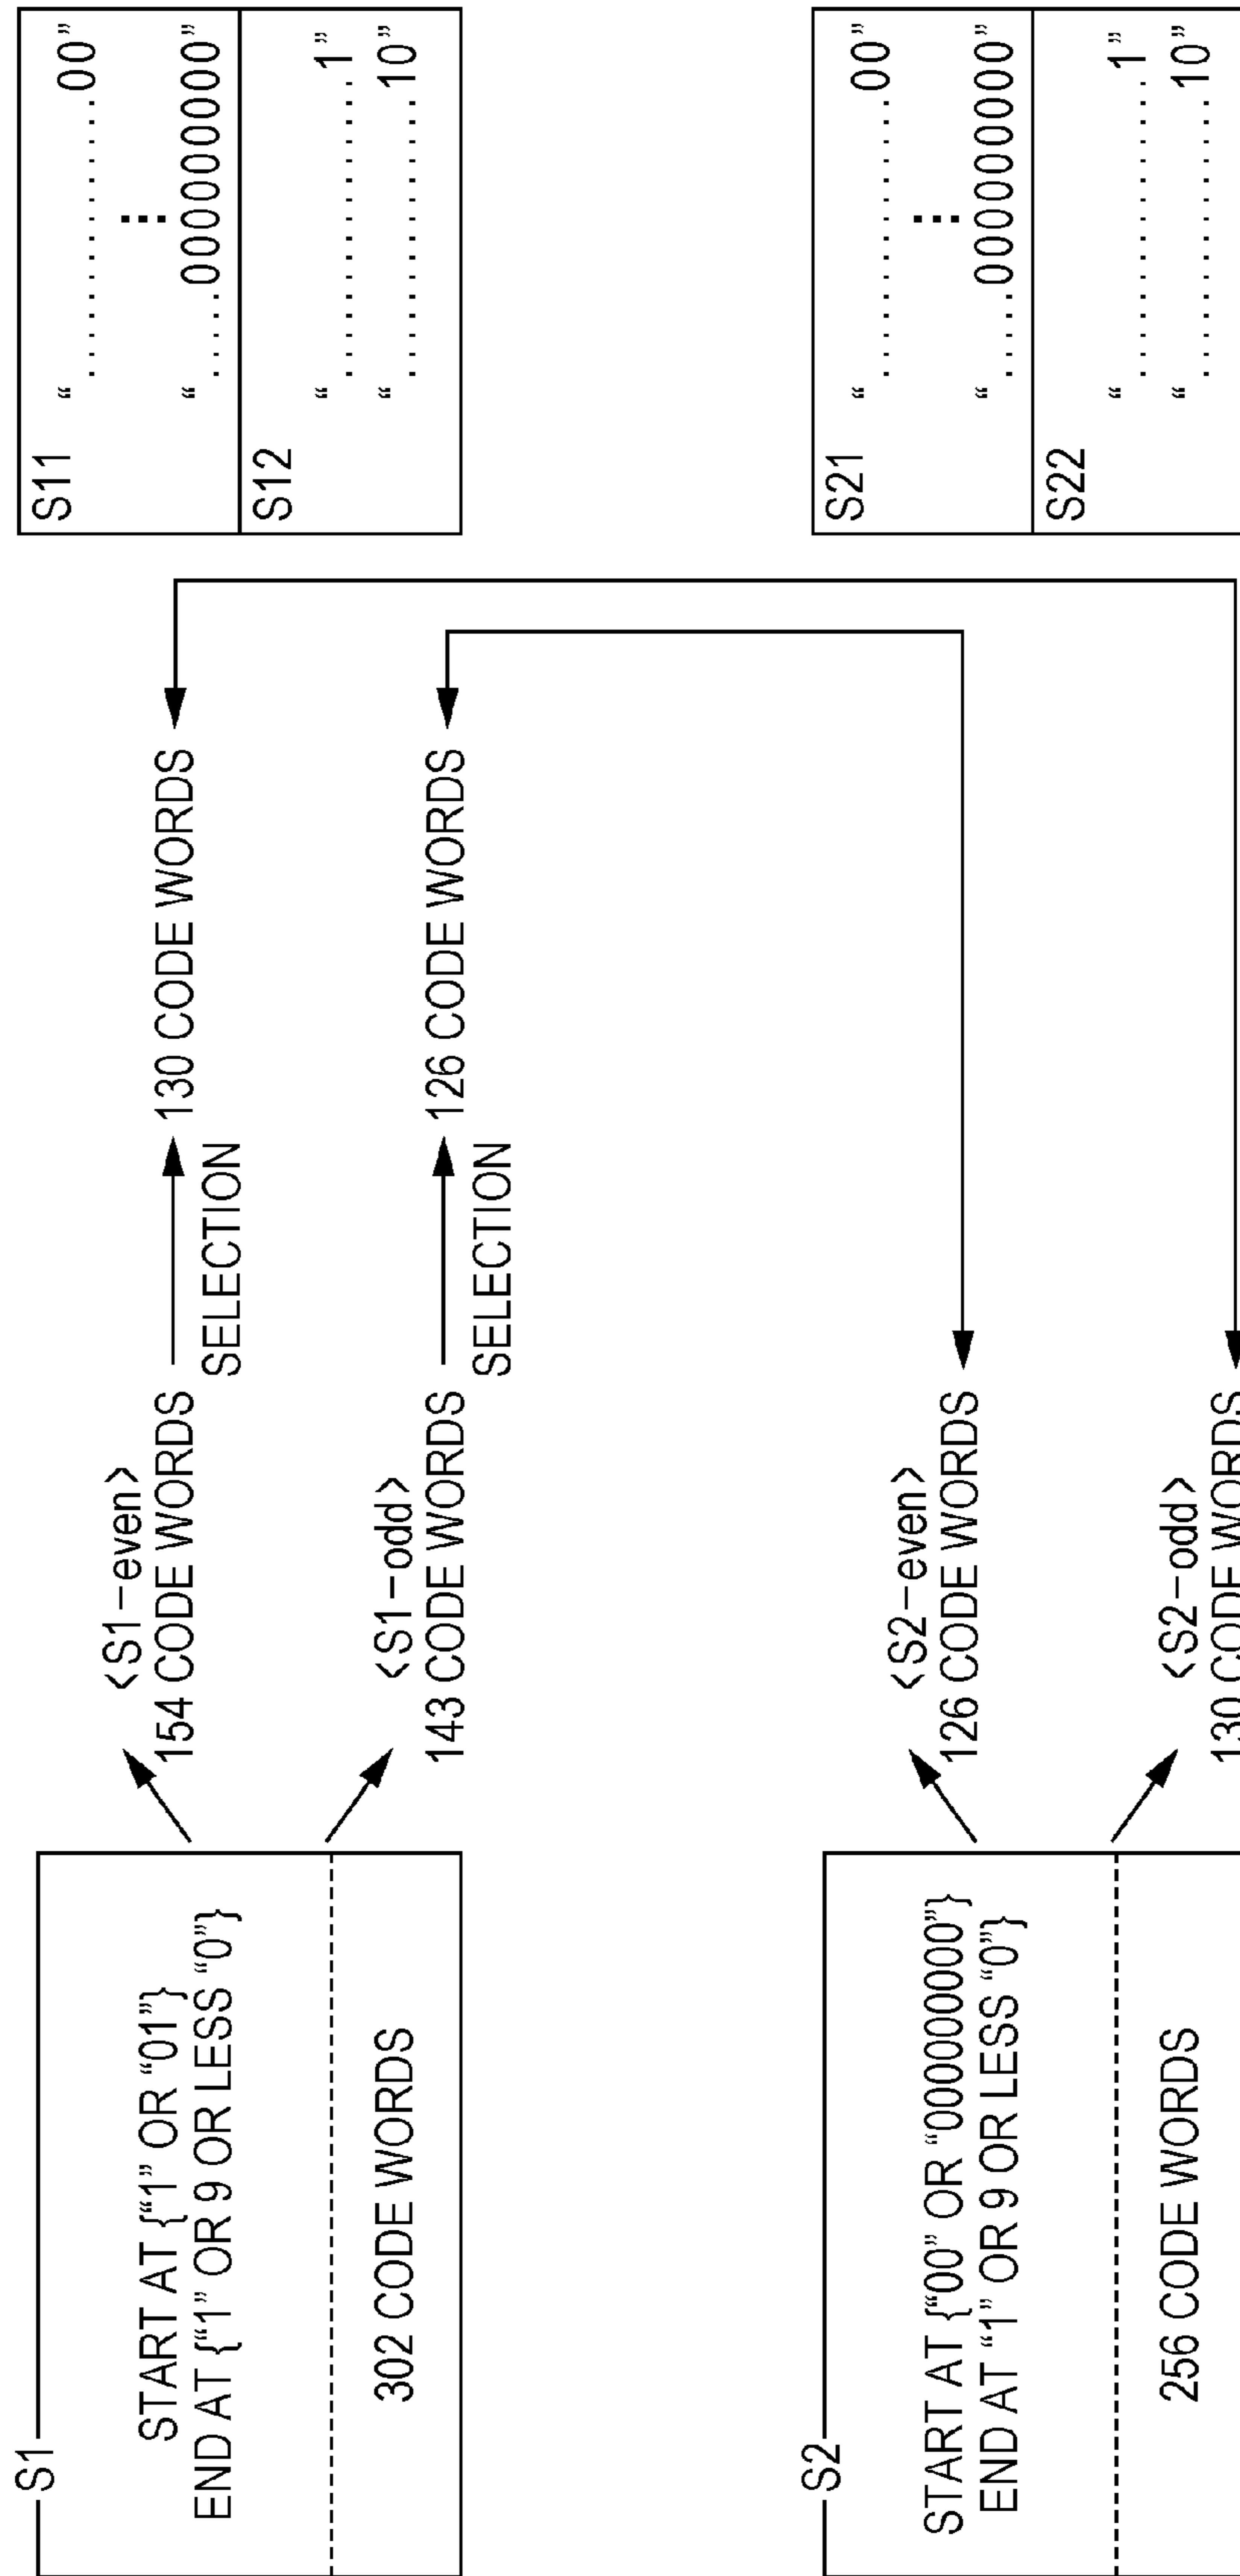 S1
START AT {“1” OR “01”}
END AT {“1” OR 9 OR LESS “0”}
302 CODE WORDS
<S1-even>
154 CODE WORDS
SELECTION
130 CODE WORDS
<S1-odd>
143 CODE WORDS
SELECTION
126 CODE WORDS
S11
“...............00”
“.....000000000”
S12
“................1”
“...............10”
S2
START AT {“00” OR “000000000”}
END AT “1” OR 9 OR LESS “0”}
256 CODE WORDS
<S2-even>
126 CODE WORDS
<S2-odd>
130 CODE WORDS
S21
“...............00”
“.....000000000”
S22
“................1”
“...............10”